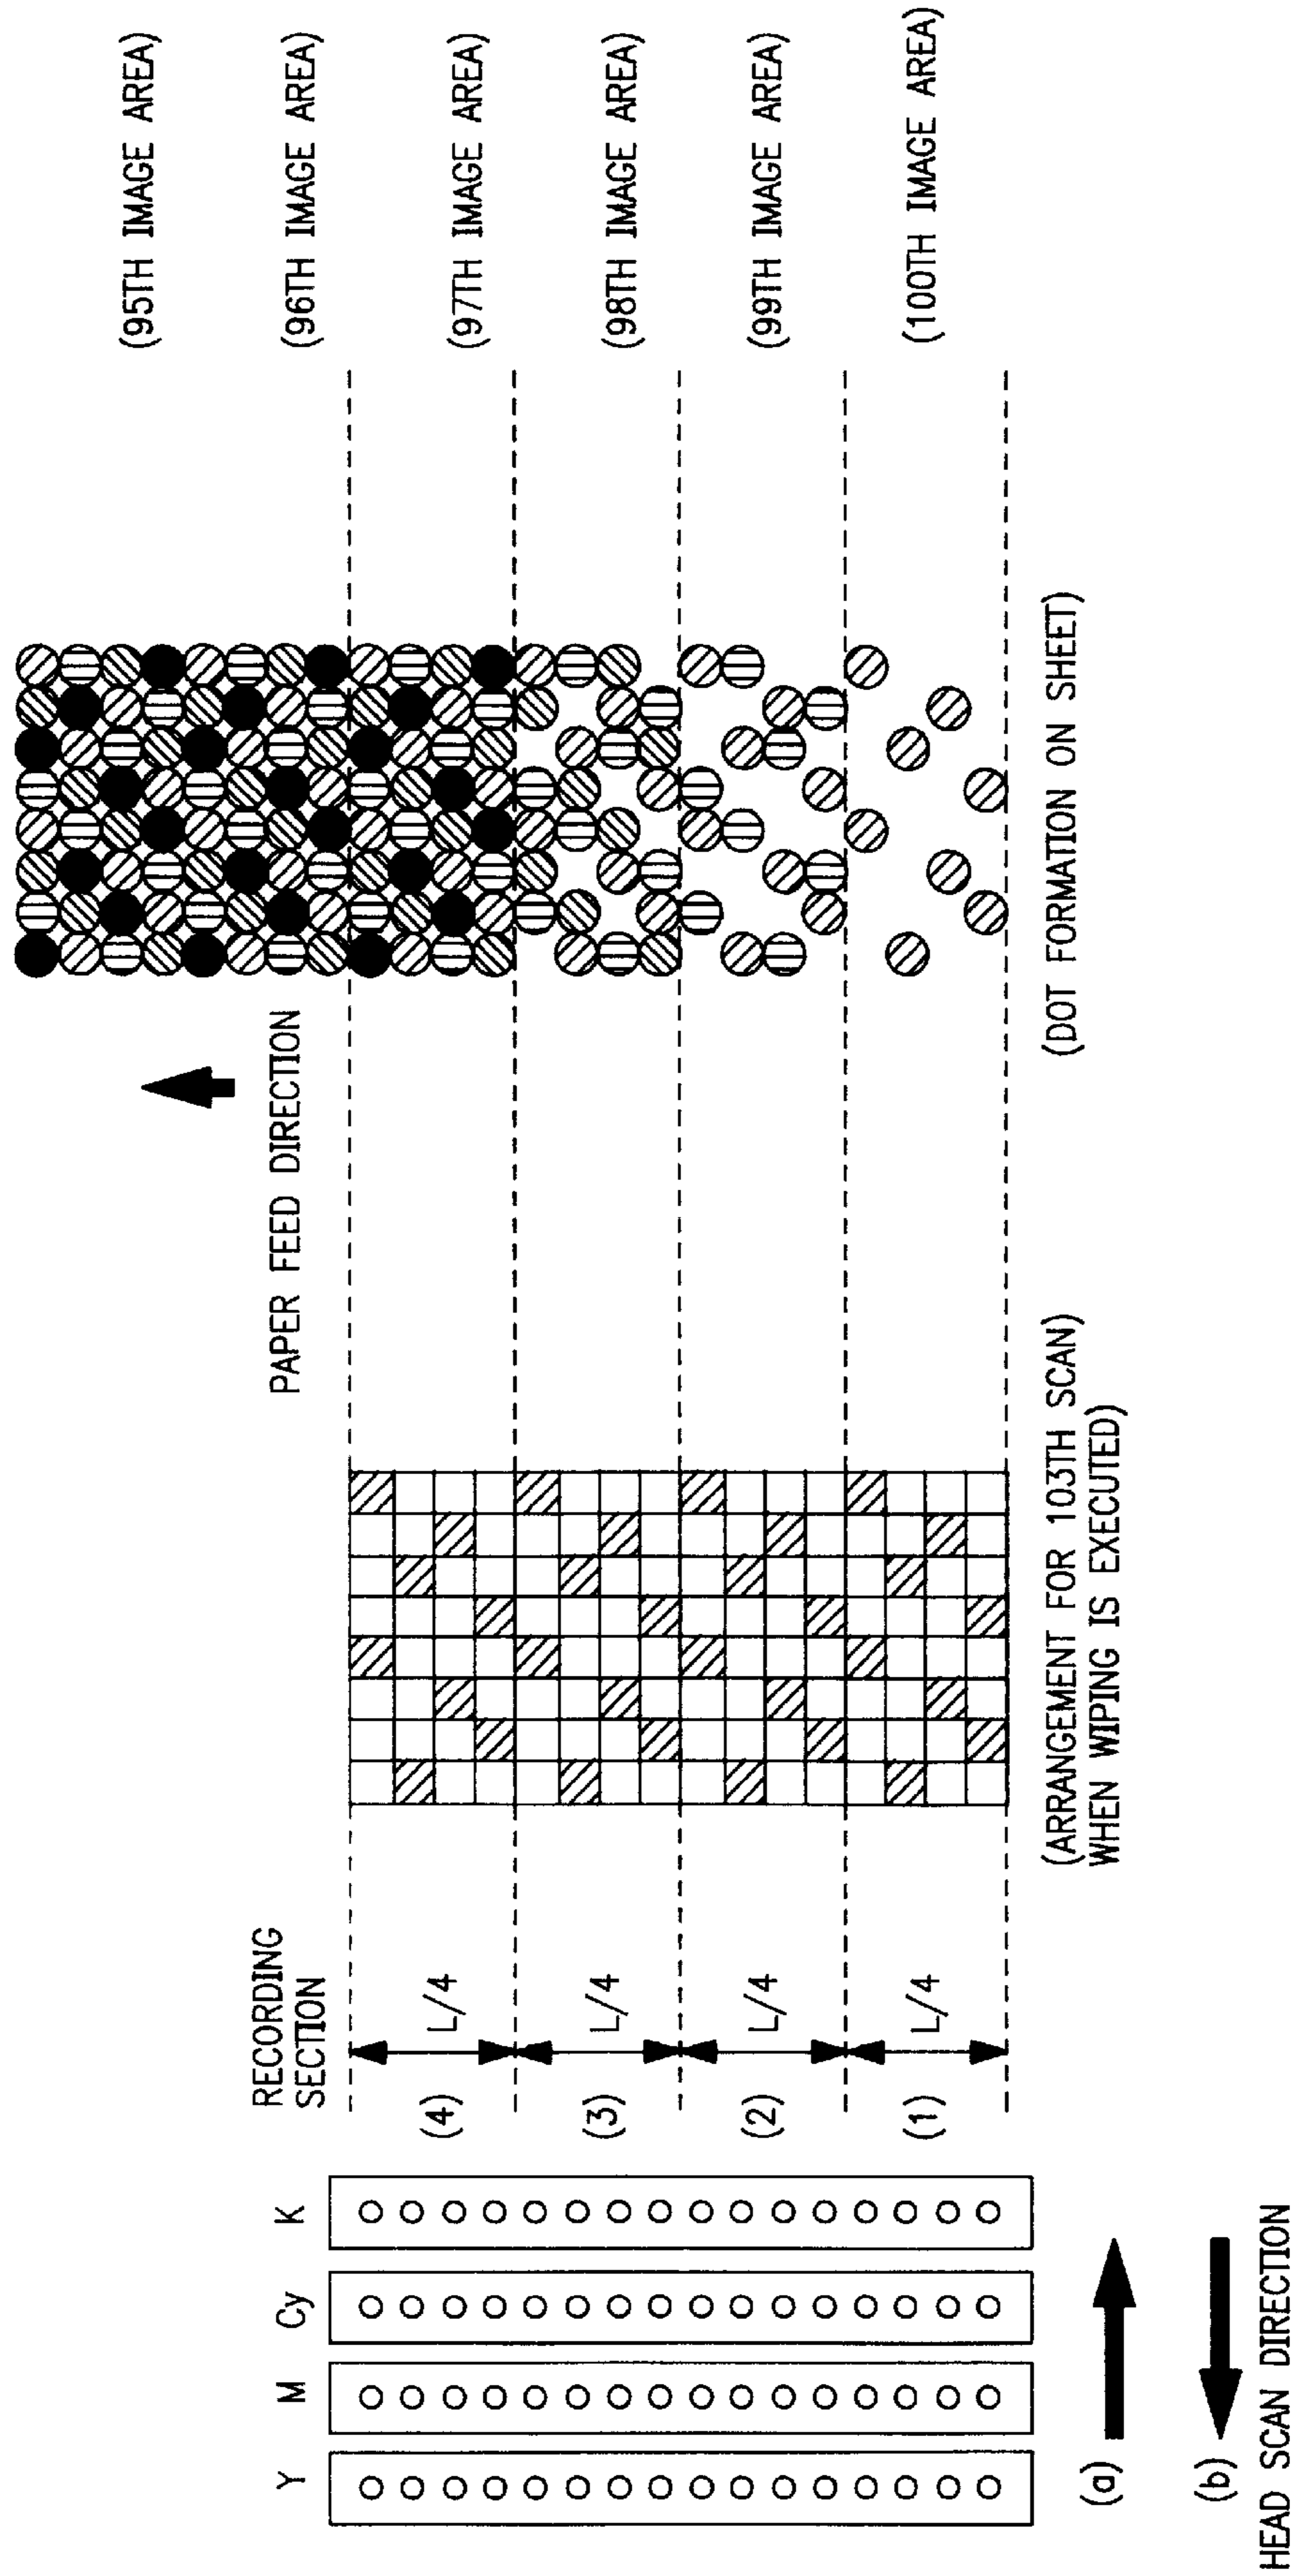 Y
M
Cy
K
(a)
(b)
HEAD SCAN DIRECTION
RECORDING
SECTION
(4)
L/4
(3)
L/4
(2)
L/4
(1)
L/4
(ARRANGEMENT FOR 103TH SCAN)
WHEN WIPING IS EXECUTED)
PAPER FEED DIRECTION
(DOT FORMATION ON SHEET)
(95TH IMAGE AREA)
(96TH IMAGE AREA)
(97TH IMAGE AREA)
(98TH IMAGE AREA)
(99TH IMAGE AREA)
(100TH IMAGE AREA)